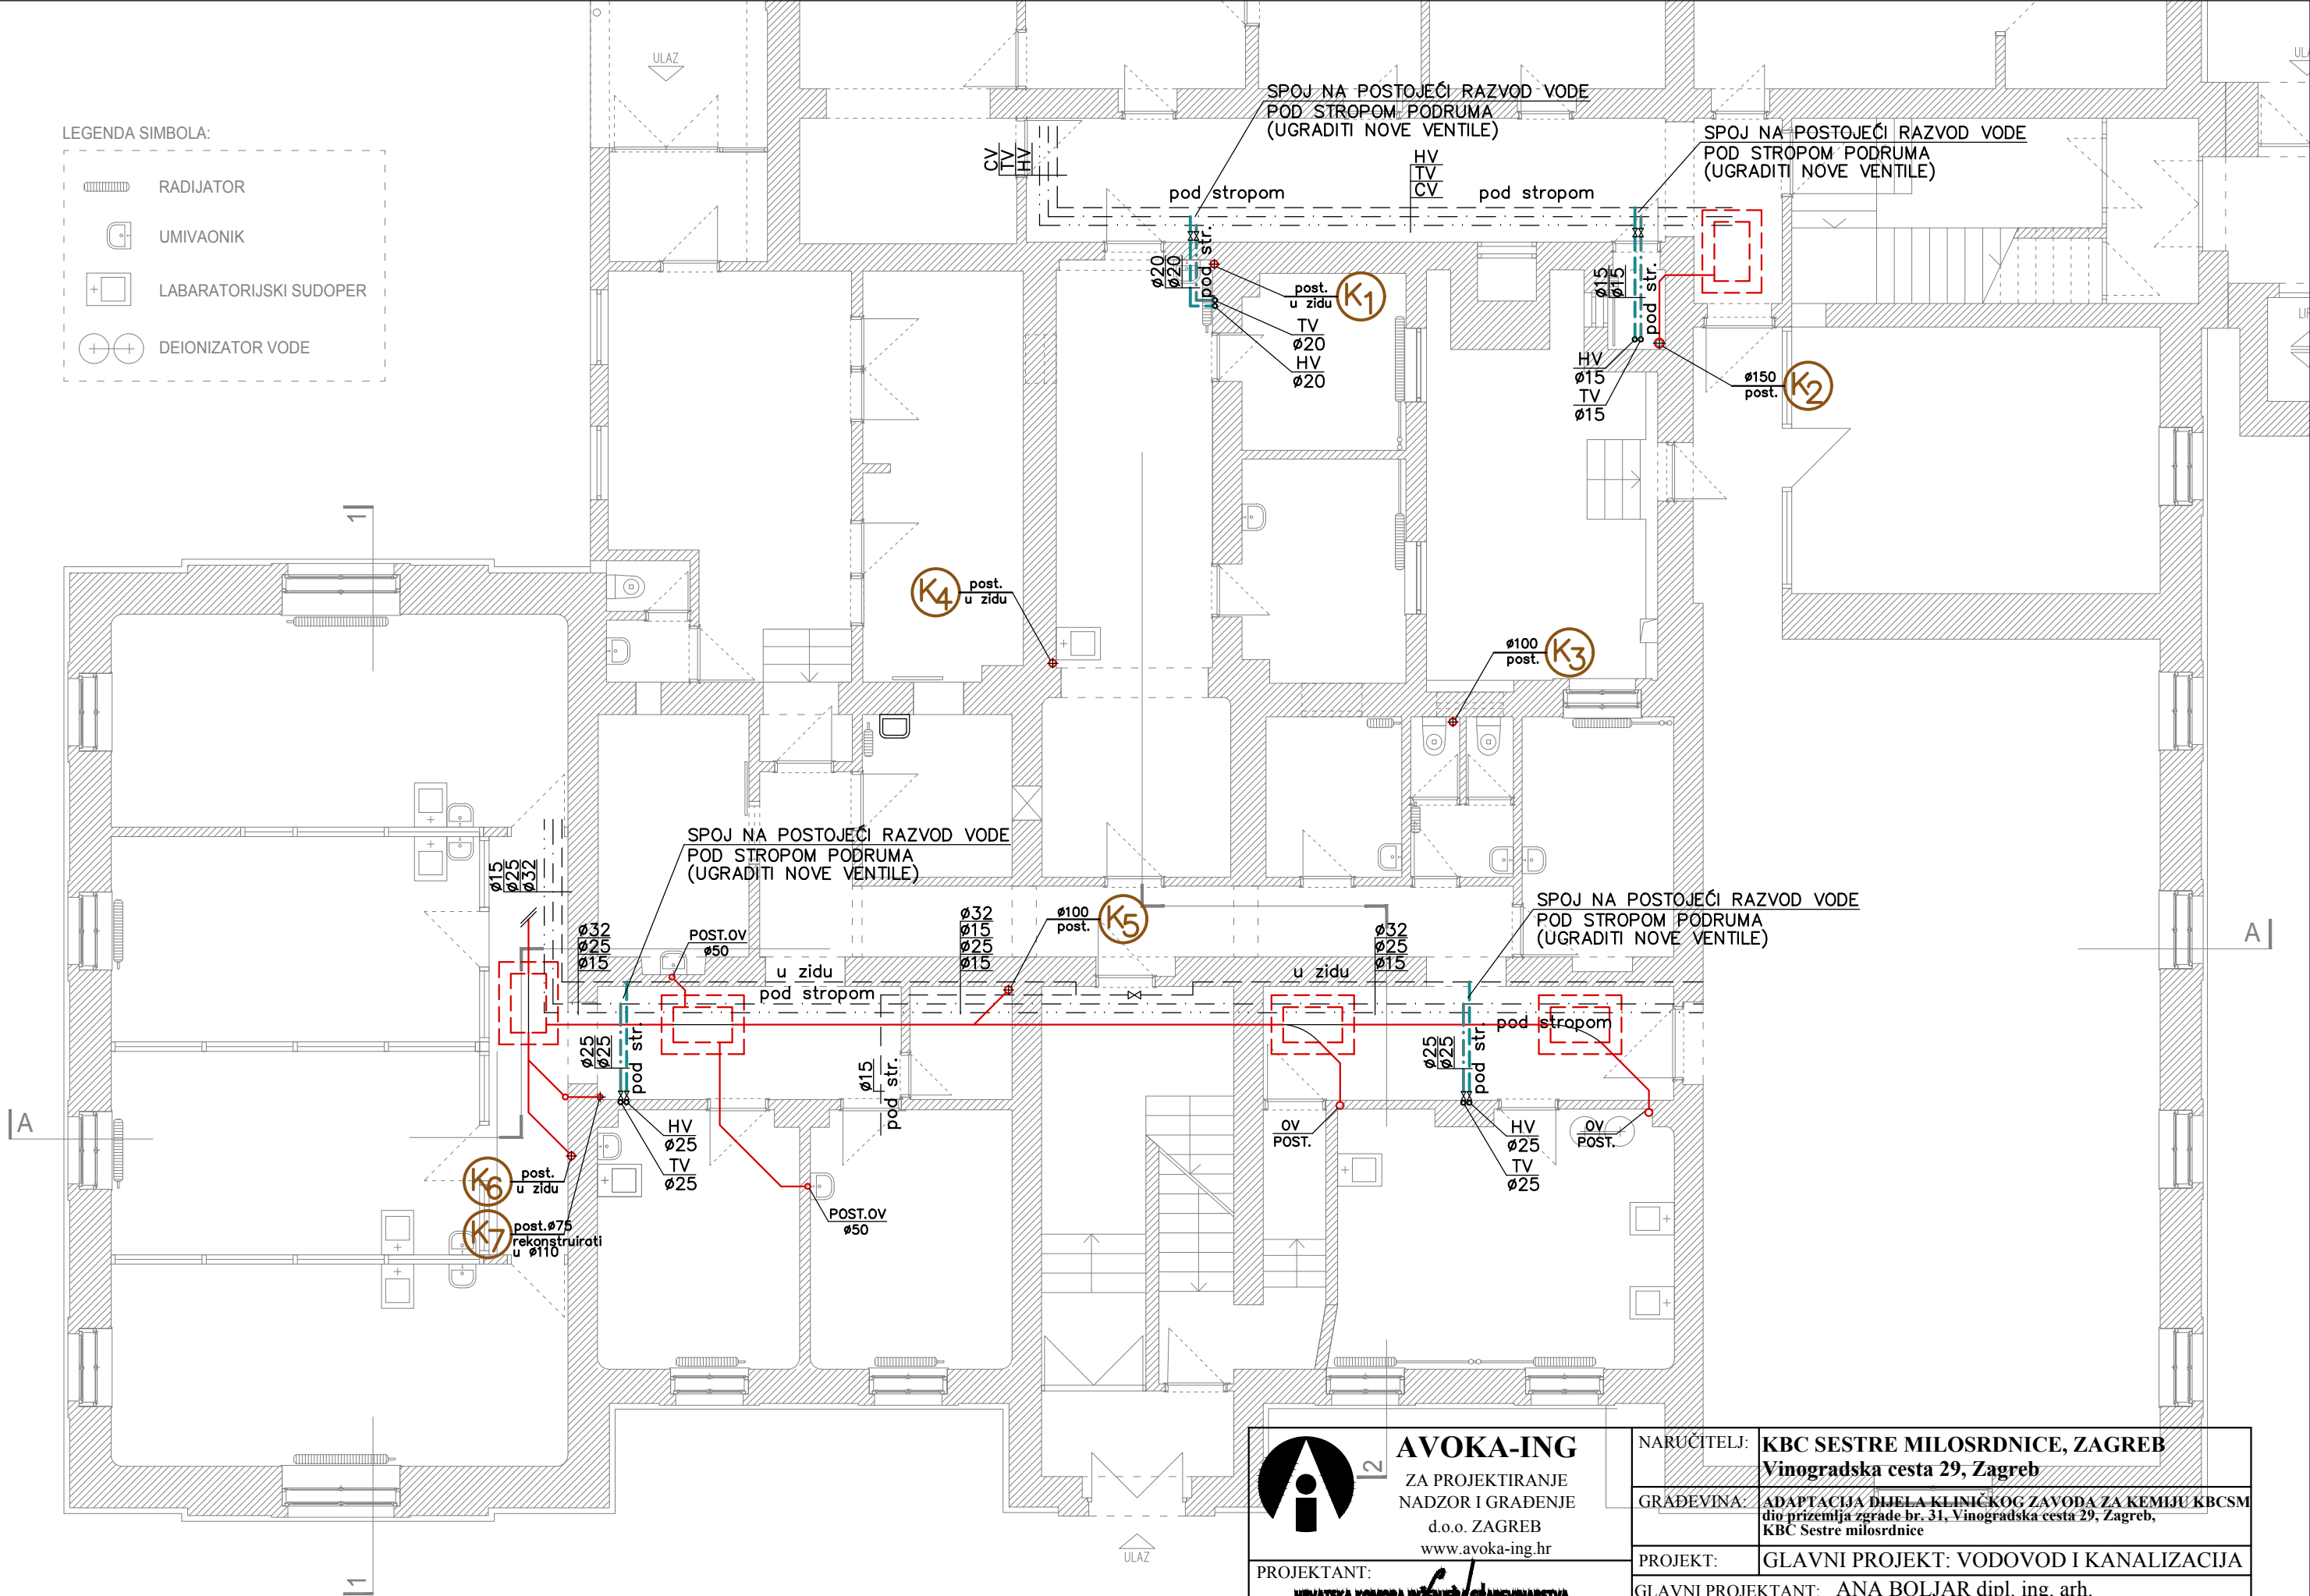 ULAZ
ULAZ
LEGENDA SIMBOLA:
RADIJATOR
UMIVAONIK
LABARATORIJSKI SUDOPER
DEIONIZATOR VODE
SPOJ NA POSTOJEĆI RAZVOD VODE
POD STROPOM PODRUMA
(UGRADITI NOVE VENTILE)
SPOJ NA POSTOJEĆI RAZVOD VODE
POD STROPOM PODRUMA
(UGRADITI NOVE VENTILE)
CV
TV
HV
HV
TV
CV
pod stropom
pod stropom
ø20
ø20
pod str.
post.
u zidu
K1
TV
ø20
HV
ø20
ø15
ø15
pod str.
HV
ø15
TV
ø15
ø150
post.
K2
1
K4
post.
u zidu
ø100
post.
K3
SPOJ NA POSTOJEĆI RAZVOD VODE
POD STROPOM PODRUMA
(UGRADITI NOVE VENTILE)
ø15
ø25
ø32
ø32
ø25
ø15
POST.OV
ø50
ø32
ø15
ø25
ø15
ø100
post.
K5
ø32
ø25
ø15
SPOJ NA POSTOJEĆI RAZVOD VODE
POD STROPOM PODRUMA
(UGRADITI NOVE VENTILE)
A
u zidu
pod stropom
u zidu
pod stropom
ø25
ø25
pod str.
ø15
pod str.
ø25
ø25
pod str.
A
HV
ø25
TV
ø25
OV
POST.
HV
ø25
TV
ø25
OV
POST.
K6
post.
u zidu
K7
post.ø75
rekonstruirati
u ø110
POST.OV
ø50
2
1
ULAZ
AVOKA-ING
ZA PROJEKTIRANJE
NADZOR I GRAĐENJE
d.o.o. ZAGREB
www.avoka-ing.hr
PROJEKTANT:
HRVATSKA KOMORA INŽENJERA GRAĐEVINARSTVA
NARUČITELJ:
KBC SESTRE MILOSRDNICE, ZAGREB
Vinogradska cesta 29, Zagreb
GRAĐEVINA:
ADAPTACIJA DIJELA KLINIČKOG ZAVODA ZA KEMIJU KBCSM
dio prizemlja zgrade br. 31, Vinogradska cesta 29, Zagreb,
KBC Sestre milosrdnice
PROJEKT:
GLAVNI PROJEKT: VODOVOD I KANALIZACIJA
GLAVNI PROJEKTANT: ANA BOLJAR dipl. ing. arh.